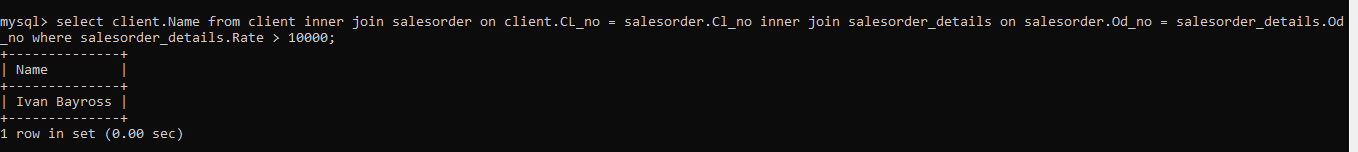 mysql> select client.Name from client inner join salesorder on client.CL_no = salesorder.Cl_no inner join salesorder_details on salesorder.Od_no = salesorder_details.Od
_no where salesorder_details.Rate > 10000;
+--------------+
| Name         |
+--------------+
| Ivan Bayross |
+--------------+
1 row in set (0.00 sec)